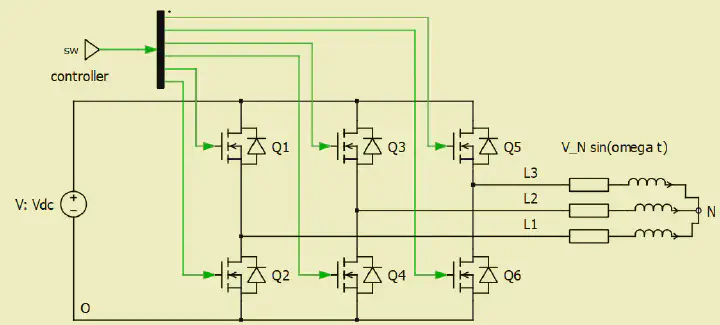 sw
controller
Q1
Q3
Q5
V_N sin(omega t)
L3
V: Vdc
+
L2
N
L1
Q2
Q4
Q6
O